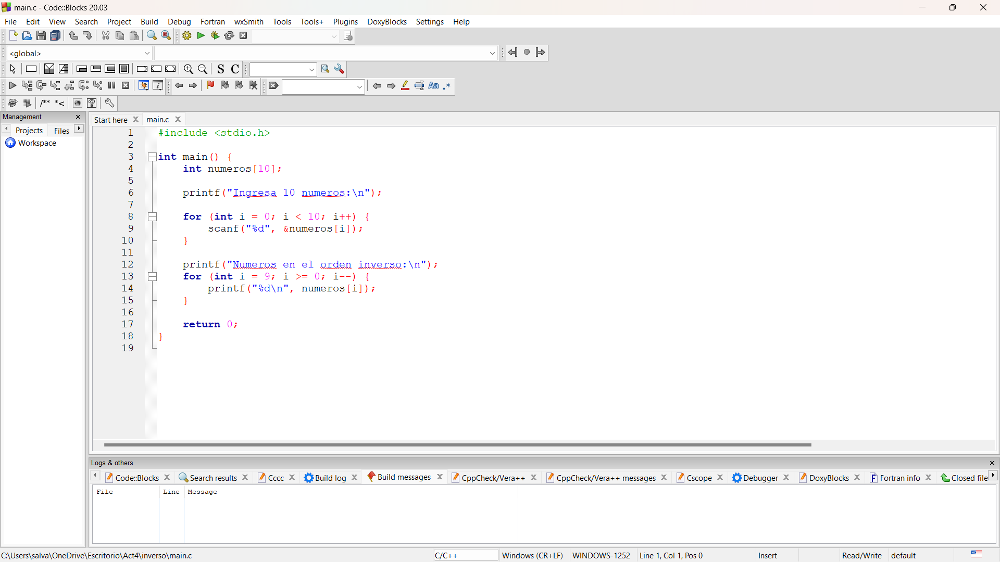 main.c - Code::Blocks 20.03
File Edit View Search Project Build Debug Fortran wxSmith Tools Tools+ Plugins DoxyBlocks Settings Help
<global>
S C
Aa .*
/** *<
Management
Start here main.c
Projects Files
Workspace
1 #include <stdio.h>
2
3 int main() {
4 int numeros[10];
5
6 printf("Ingresa 10 numeros:\n");
7
8 for (int i = 0; i < 10; i++) {
9 scanf("%d", &numeros[i]);
10 }
11
12 printf("Numeros en el orden inverso:\n");
13 for (int i = 9; i >= 0; i--) {
14 printf("%d\n", numeros[i]);
15 }
16
17 return 0;
18 }
19
Logs & others
Code::Blocks Search results Cccc Build log Build messages CppCheck/Vera++ CppCheck/Vera++ messages Cscope Debugger DoxyBlocks Fortran info Closed file
File Line Message
C:\Users\salva\OneDrive\Escritorio\Act4\inverso\main.c C/C++ Windows (CR+LF) WINDOWS-1252 Line 1, Col 1, Pos 0 Insert Read/Write default